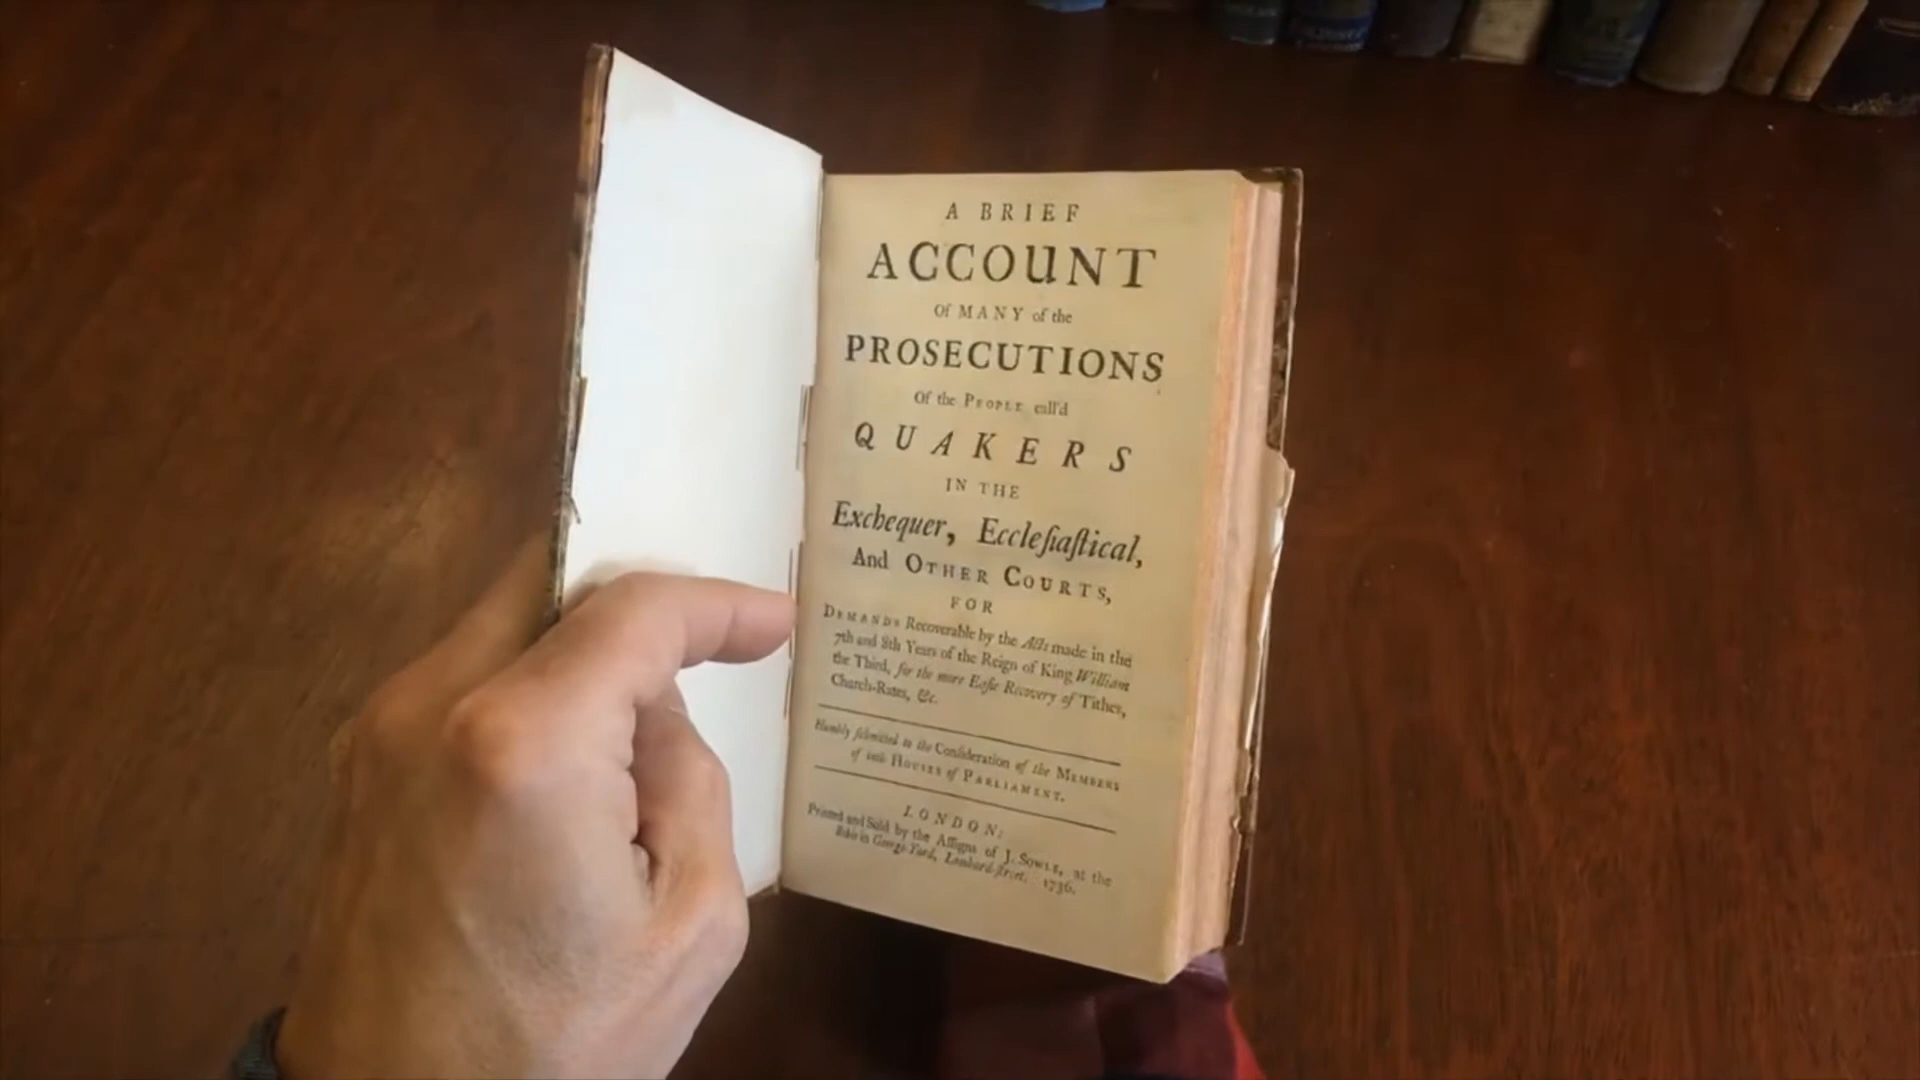 A BRIEF
ACCOUNT
Of MANY of the
PROSECUTIONS
Of the PEOPLE call'd
QUAKERS
IN THE
Exchequer, Eccleſiaſtical,
And OTHER COURTS,
FOR
DEMANDS Recoverable by the Acts made in the
7th and 8th Years of the Reign of King William
the Third, for the more Eaſie Recovery of Tithes,
Church-Rates, &c.
Humbly ſubmitted to the Conſideration of the MEMBERS
of both HOUSES of PARLIAMENT.
LONDON:
Printed and Sold by the Aſſigns of J. SOWLE, at the
Bible in George-Yard, Lombard-ſtreet. 1736.